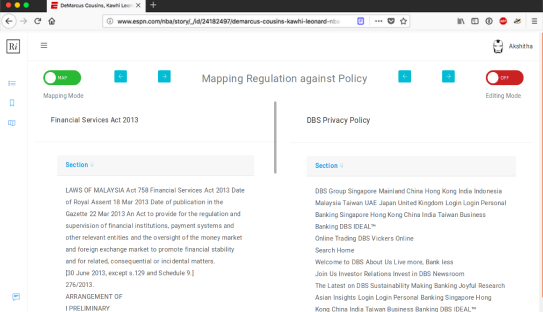 DeMarcus Cousins, Kawhi Leon
www.espn.com/nba/story/_/id/24182497/demarcus-cousins-kawhi-leonard-nba
Ri
Akshitha
MAP
Mapping Regulation against Policy
OFF
Mapping Mode
Editing Mode
Financial Services Act 2013
DBS Privacy Policy
Section
LAWS OF MALAYSIA Act 758 Financial Services Act 2013 Date
of Royal Assent 18 Mar 2013 Date of publication in the
Gazette 22 Mar 2013 An Act to provide for the regulation and
supervision of financial institutions, payment systems and
other relevant entities and the oversight of the money market
and foreign exchange market to promote financial stability
and for related, consequential or incidental matters.
[30 June 2013, except s.129 and Schedule 9.]
276/2013.
ARRANGEMENT OF
I PRELIMINARY
Section
DBS Group Singapore Mainland China Hong Kong India Indonesia
Malaysia Taiwan UAE Japan United Kingdom Login Login Personal
Banking Singapore Hong Kong China India Taiwan Business
Banking DBS IDEAL™
Online Trading DBS Vickers Online
Search Home
Welcome to DBS About Us Live more, Bank less
Join Us Investor Relations Invest in DBS Newsroom
The Latest on DBS Sustainability Making Banking Joyful Research
Asian Insights Login Login Personal Banking Singapore Hong
Kong China India Taiwan Business Banking DBS IDEAL™